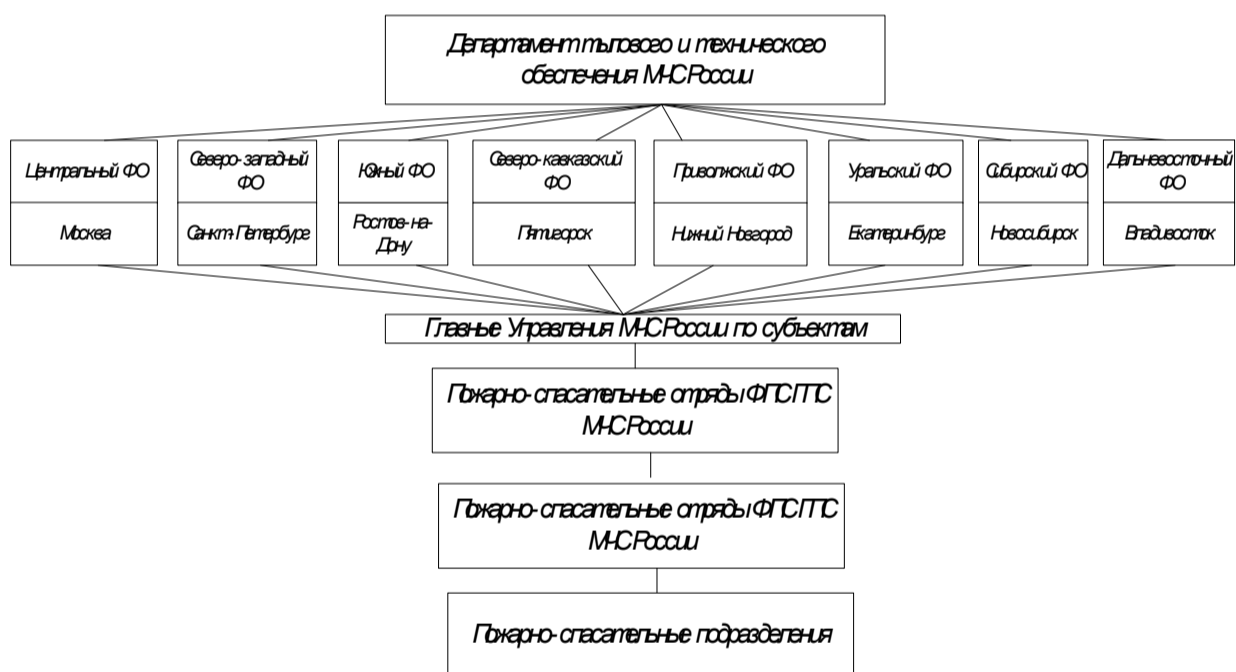 Департамент тылового и технического
обеспечения МЧС России
Центральный ФО
Северо-западный
ФО
Южный ФО
Северо-кавказский
ФО
Приволжский ФО
Уральский ФО
Сибирский ФО
Дальневосточный
ФО
Москва
Санкт-Петербург
Ростов-на-
Дону
Пятигорск
Нижний Новгород
Екатеринбург
Новосибирск
Владивосток
Главные Управления МЧС России по субъектам
Пожарно-спасательные отряды ФПС ГПС
МЧС России
Пожарно-спасательные отряды ФПС ГПС
МЧС России
Пожарно-спасательные подразделения